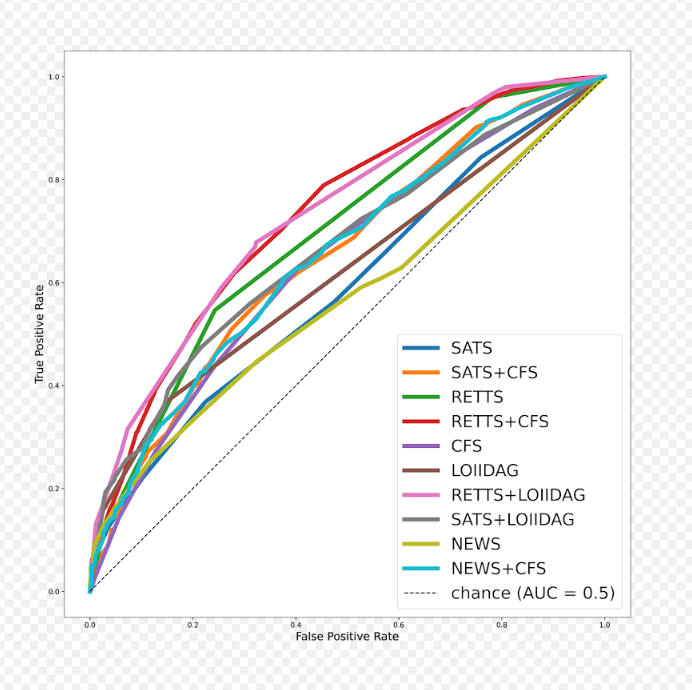 1.0
0.8
0.6
0.4
0.2
0.0
True Positive Rate
0.0 0.2 0.4 0.6 0.8 1.0
False Positive Rate
SATS
SATS+CFS
RETTS
RETTS+CFS
CFS
LOIIDAG
RETTS+LOIIDAG
SATS+LOIIDAG
NEWS
NEWS+CFS
chance (AUC = 0.5)